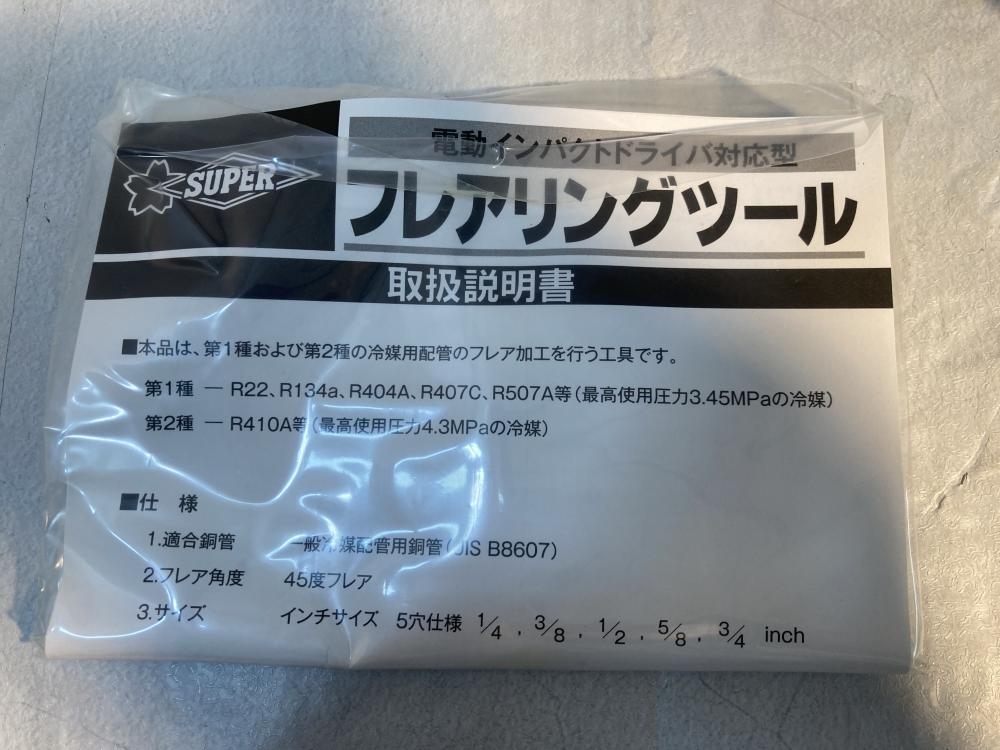 電動インパクトドライバ対応型
SUPER
フレアリングツール
取扱説明書
■本品は、第1種および第2種の冷媒用配管のフレア加工を行う工具です。
第1種 ― R22、R134a、R404A、R407C、R507A等(最高使用圧力3.45MPaの冷媒)
第2種 ― R410A等(最高使用圧力4.3MPaの冷媒)
■仕 様
1.適合銅管 一般冷媒配管用銅管(JIS B8607)
2.フレア角度 45度フレア
3.サイズ インチサイズ 5穴仕様 1/4 , 3/8 , 1/2 , 5/8 , 3/4 inch